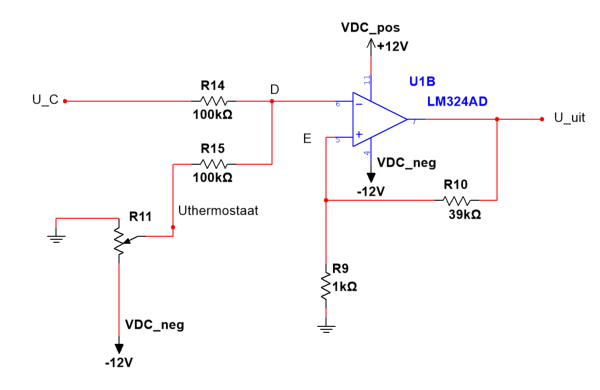 VDC_pos
+12V
11
U1B
LM324AD
R14
D
U_C
100kΩ
6
7
U_uit
E
5
R15
4
VDC_neg
100kΩ
-12V
R10
39kΩ
R11
Uthermostaat
R9
1kΩ
VDC_neg
-12V